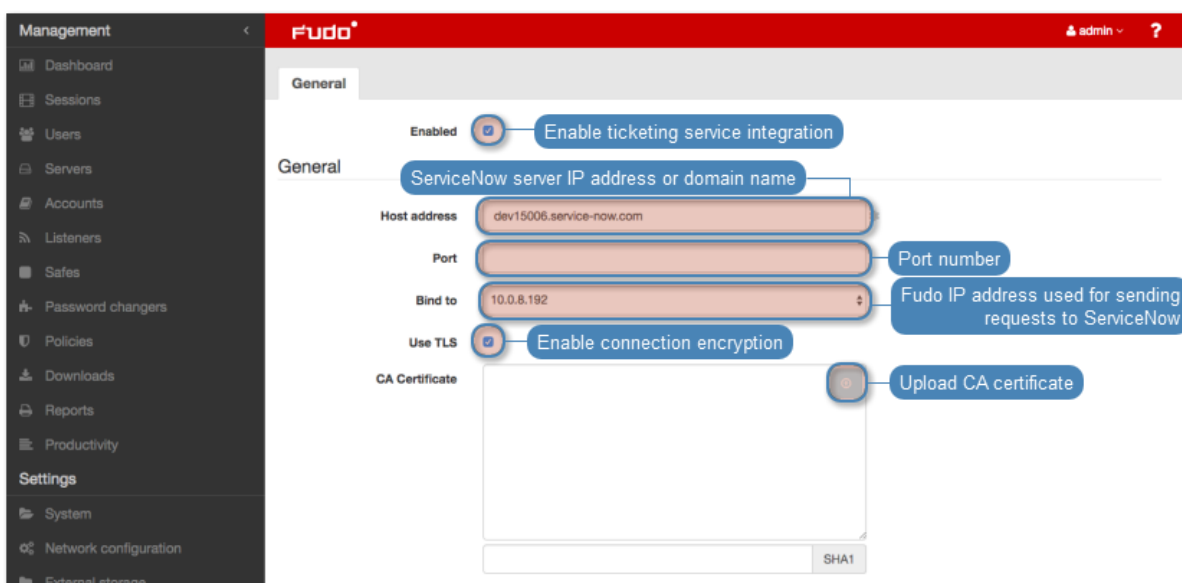 Management
Fudo
admin
?
Dashboard
Sessions
Users
Servers
Accounts
Listeners
Safes
Password changers
Policies
Downloads
Reports
Productivity
Settings
System
Network configuration
External storage
General
Enabled
Enable ticketing service integration
General
ServiceNow server IP address or domain name
Host address
dev15006.service-now.com
Port
Port number
Bind to
10.0.8.192
Fudo IP address used for sending
requests to ServiceNow
Use TLS
Enable connection encryption
CA Certificate
Upload CA certificate
SHA1